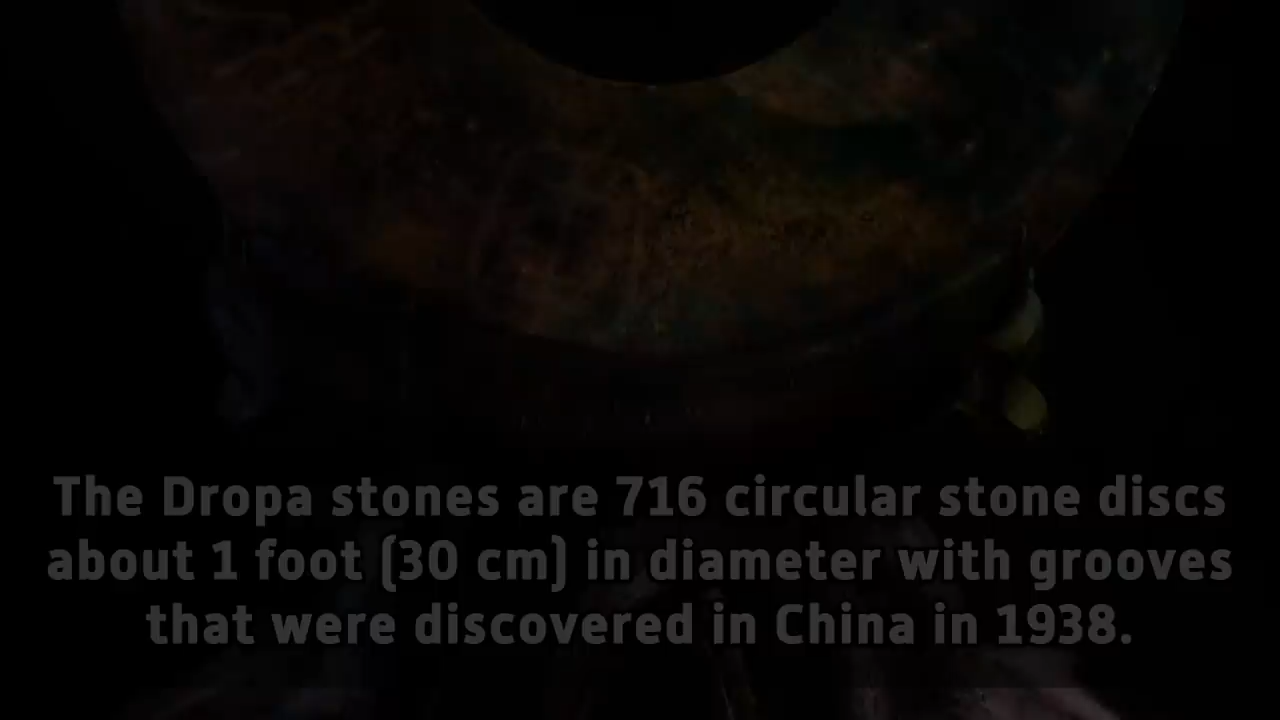 The Dropa stones are 716 circular stone discs
about 1 foot (30 cm) in diameter with grooves
that were discovered in China in 1938.